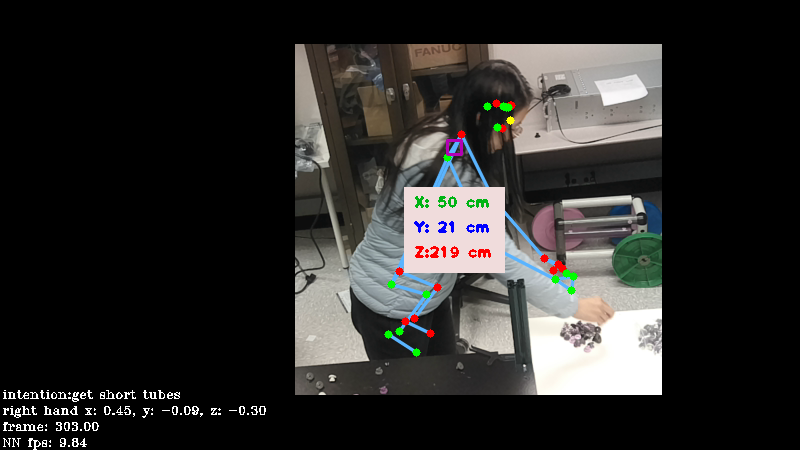 FANUC
X: 50 cm
Y: 21 cm
Z:219 cm
intention:get short tubes
right hand x: 0.45, y: −0.09, z: −0.30
frame: 303.00
NN fps: 9.84